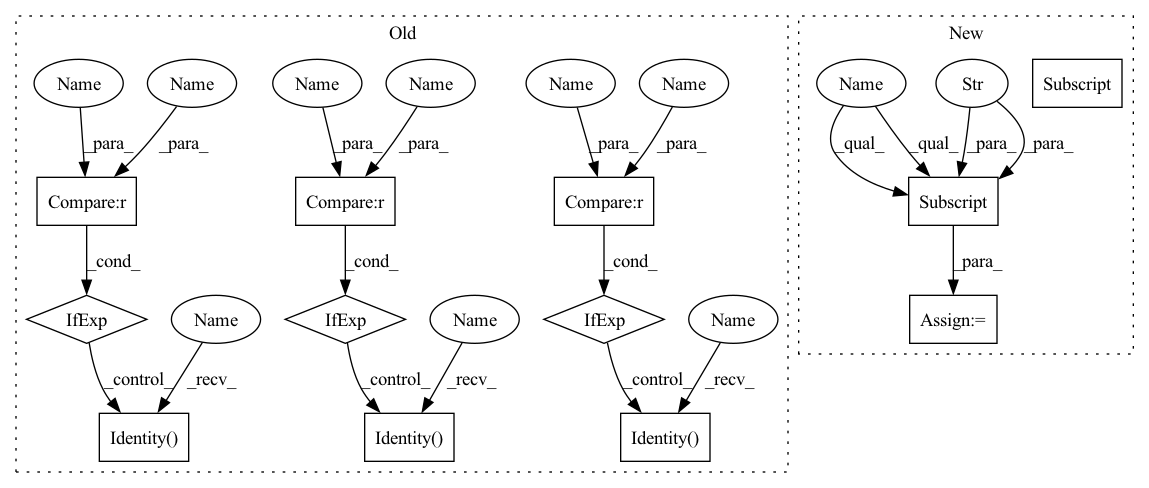 Old
New
Name Name Name Name Name Name Name Str Subscript
_para_ _para_ _para_ _para_ _para_ _para_ _qual_ _qual_ _para_ _para_
Compare:r Compare:r Compare:r Subscript
_cond_ _cond_ _cond_ _para_
IfExp Name IfExp Name IfExp Name Assign:=
_control_ _recv_ _control_ _recv_ _control_ _recv_
Identity() Identity() Identity()